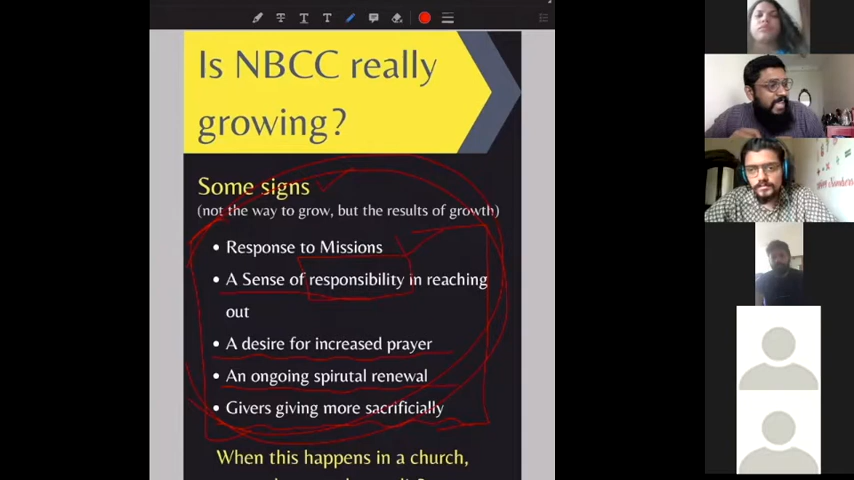 Is NBCC really
growing?
Some signs
(not the way to grow, but the results of growth)
• Response to Missions
• A Sense of responsibility in reaching
out
• A desire for increased prayer
• An ongoing spirutal renewal
• Givers giving more sacrificially
When this happens in a church,